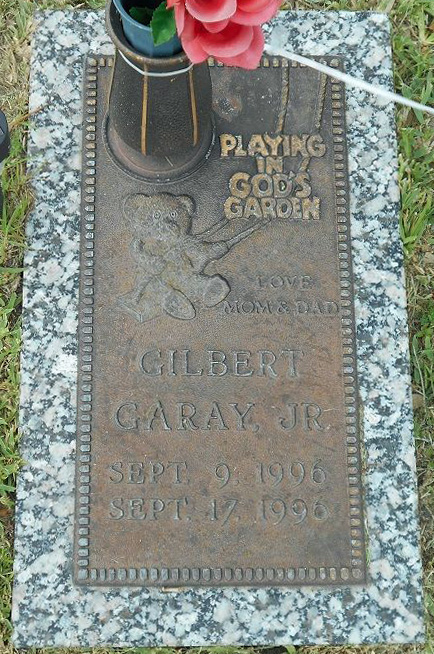 PLAYING
IN
GOD'S
GARDEN
LOVE
MOM & DAD
GILBERT
GARAY, JR.
SEPT. 9, 1996
SEPT. 17, 1996